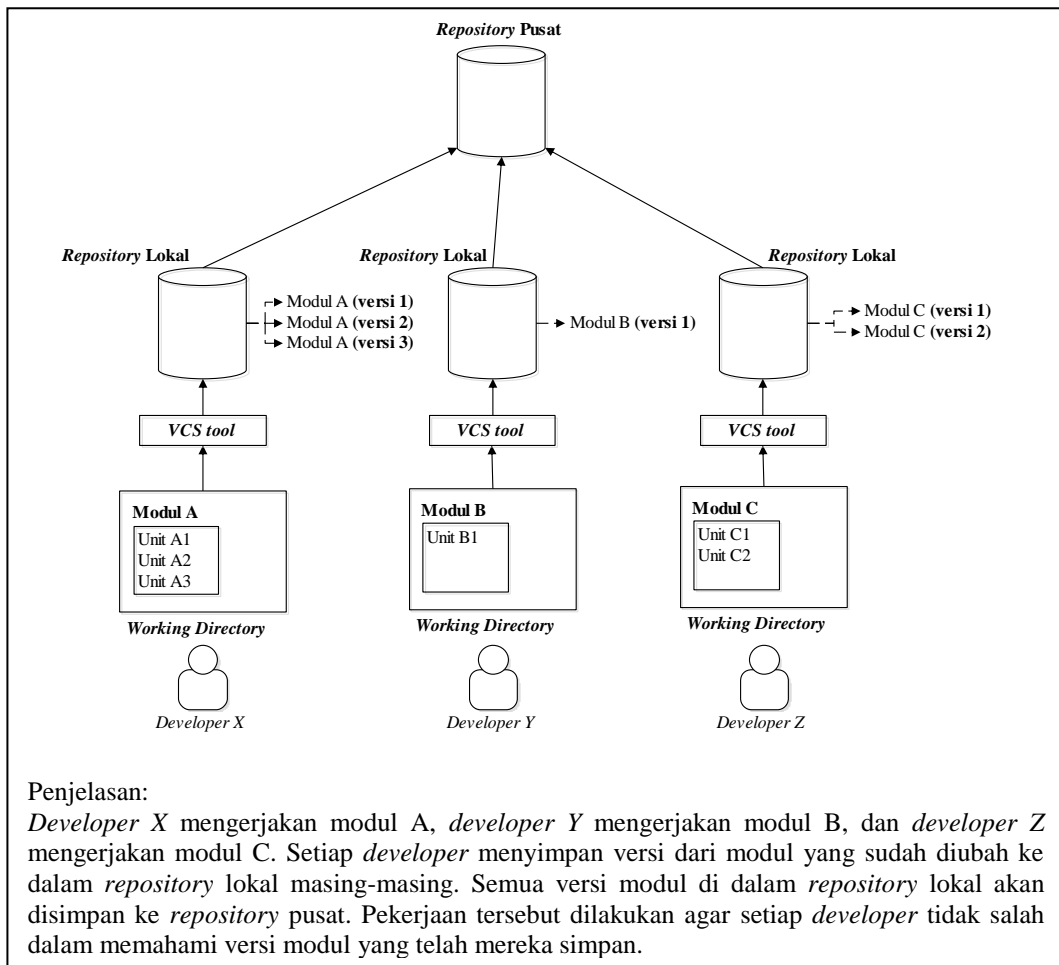 Repository Pusat
Repository Lokal
Repository Lokal
Repository Lokal
Modul A (versi 1)
Modul A (versi 2)
Modul A (versi 3)
Modul B (versi 1)
Modul C (versi 1)
Modul C (versi 2)
VCS tool
VCS tool
VCS tool
Modul A
Unit A1
Unit A2
Unit A3
Modul B
Unit B1
Modul C
Unit C1
Unit C2
Working Directory
Working Directory
Working Directory
Developer X
Developer Y
Developer Z
Penjelasan:
Developer X mengerjakan modul A, developer Y mengerjakan modul B, dan developer Z
mengerjakan modul C. Setiap developer menyimpan versi dari modul yang sudah diubah ke
dalam repository lokal masing-masing. Semua versi modul di dalam repository lokal akan
disimpan ke repository pusat. Pekerjaan tersebut dilakukan agar setiap developer tidak salah
dalam memahami versi modul yang telah mereka simpan.